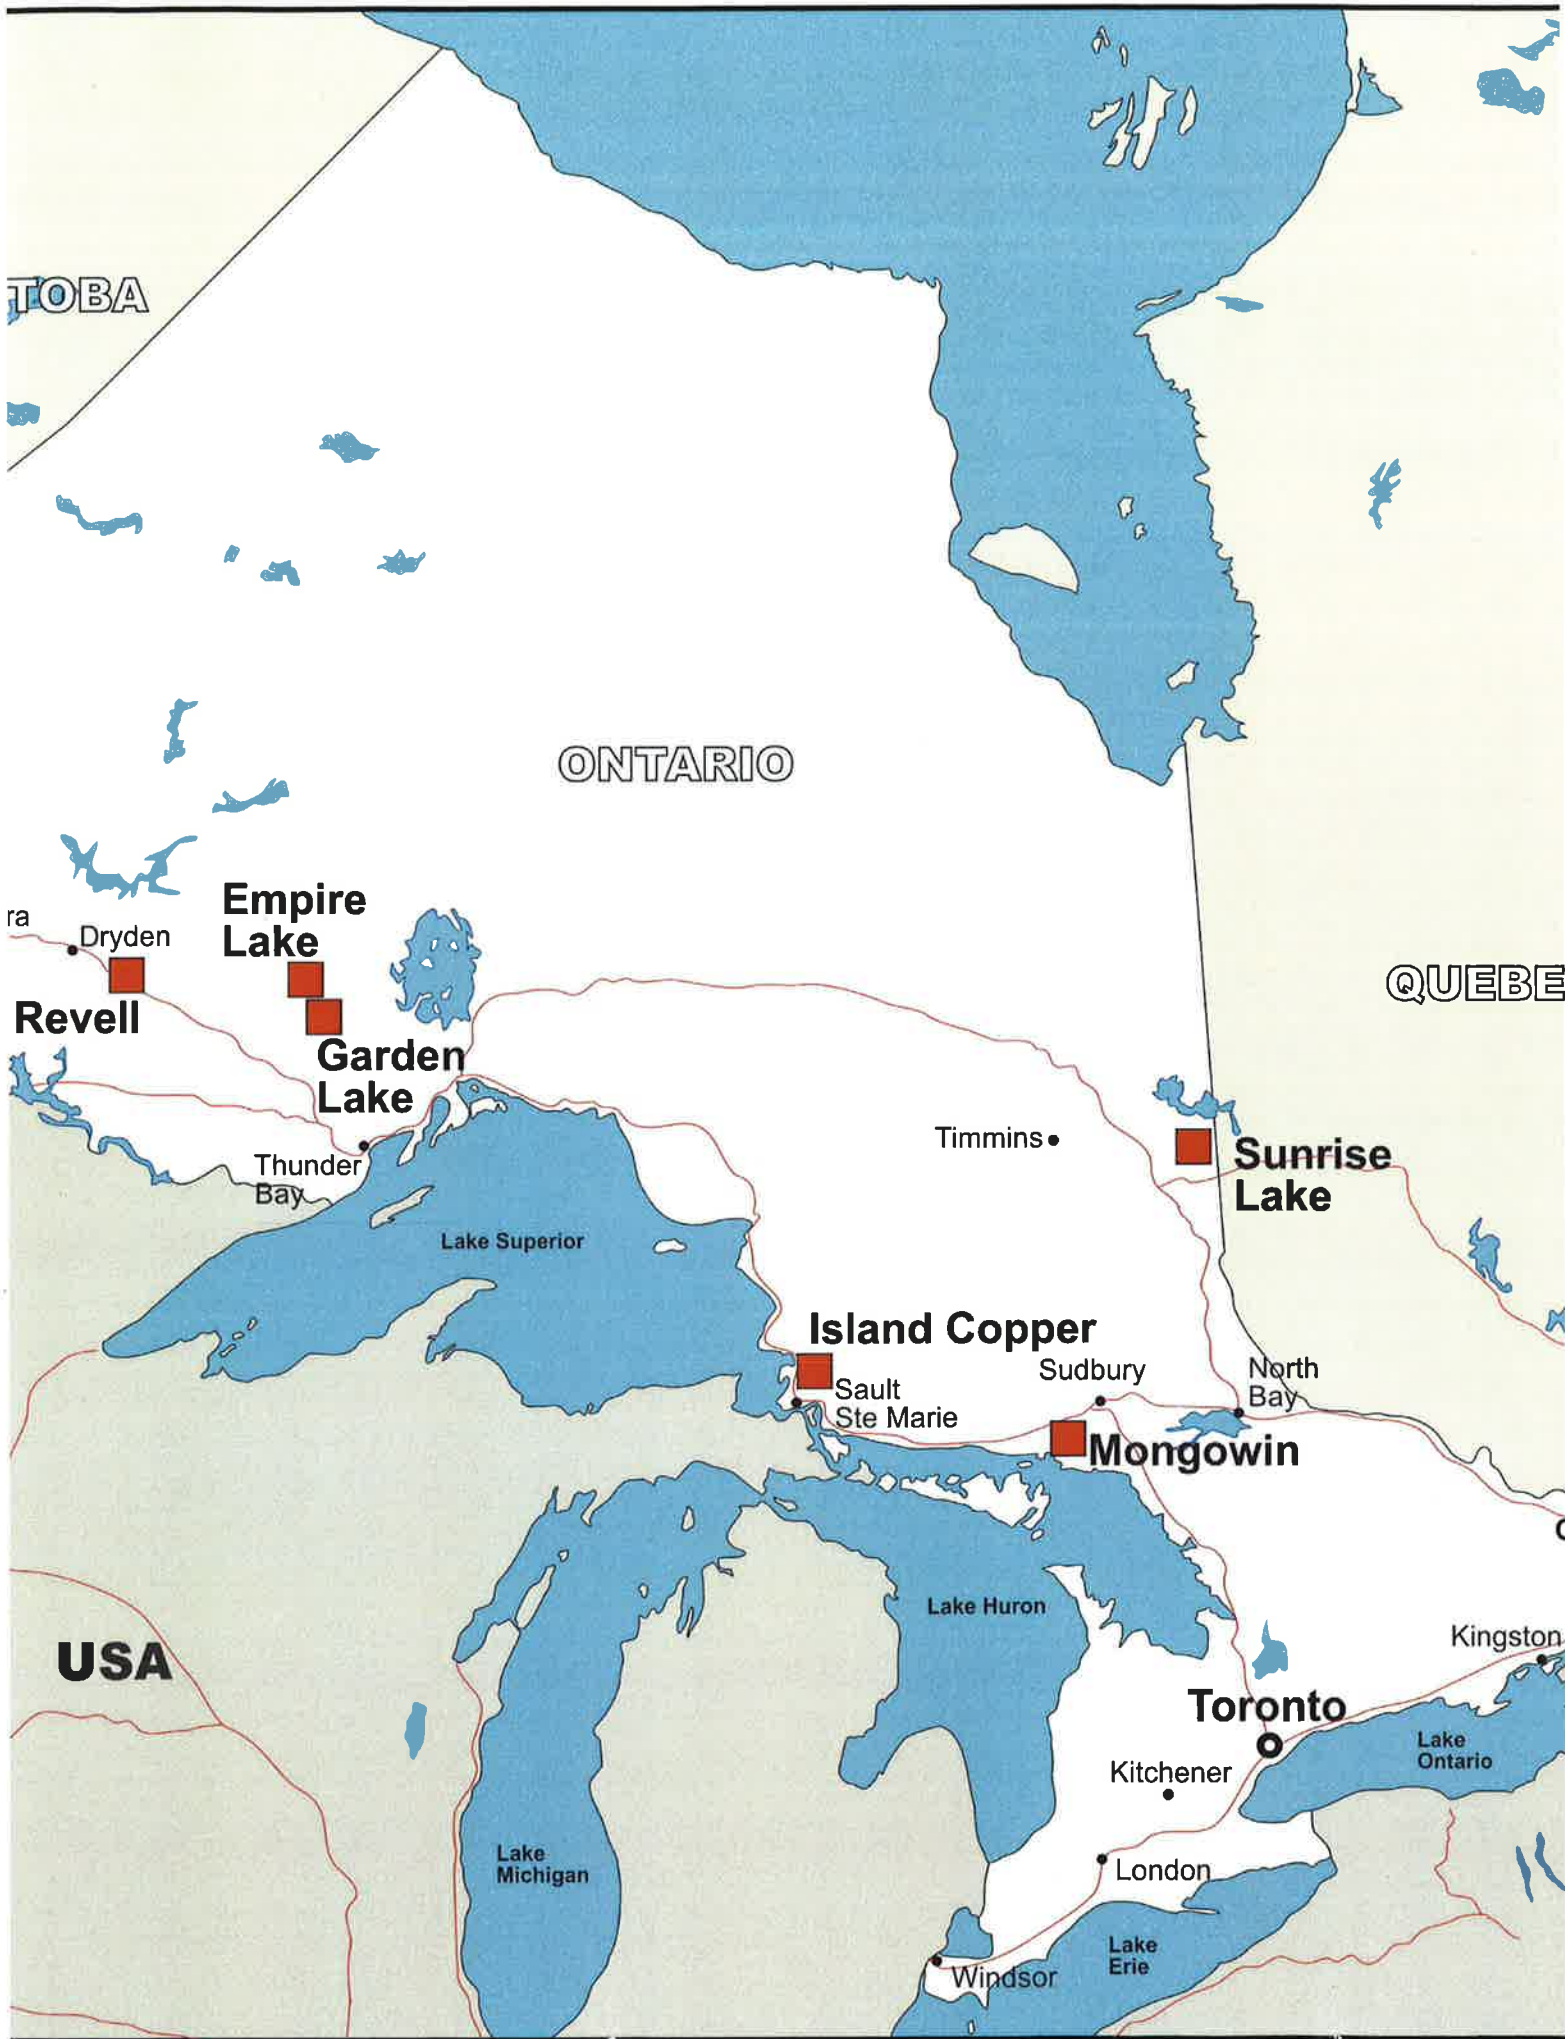 TOBA
ONTARIO
Empire
Lake
ra
Dryden
QUEBE
Revell
Garden
Lake
Timmins
Sunrise
Lake
Thunder
Bay
Lake Superior
Island Copper
Sudbury
North
Bay
Sault
Ste Marie
Mongowin
Lake Huron
Kingston
USA
Toronto
Lake
Ontario
Kitchener
Lake
Michigan
London
Lake
Erie
Windsor